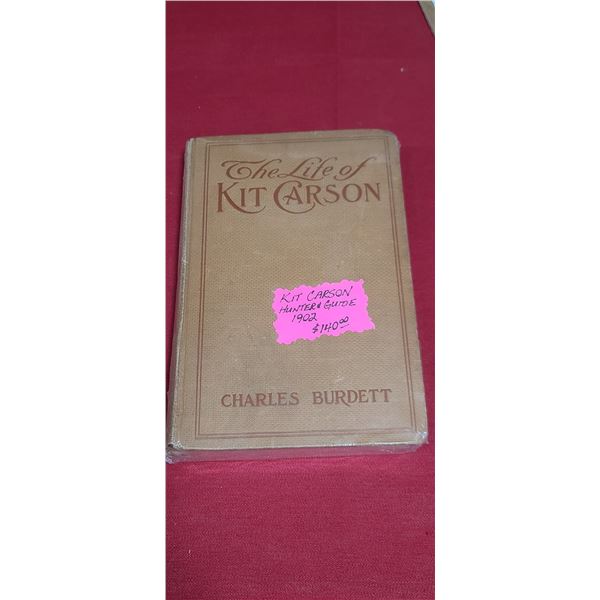 The Life of
KIT CARSON
KIT CARSON
HUNTER & GUIDE
1902
$140.00
CHARLES BURDETT